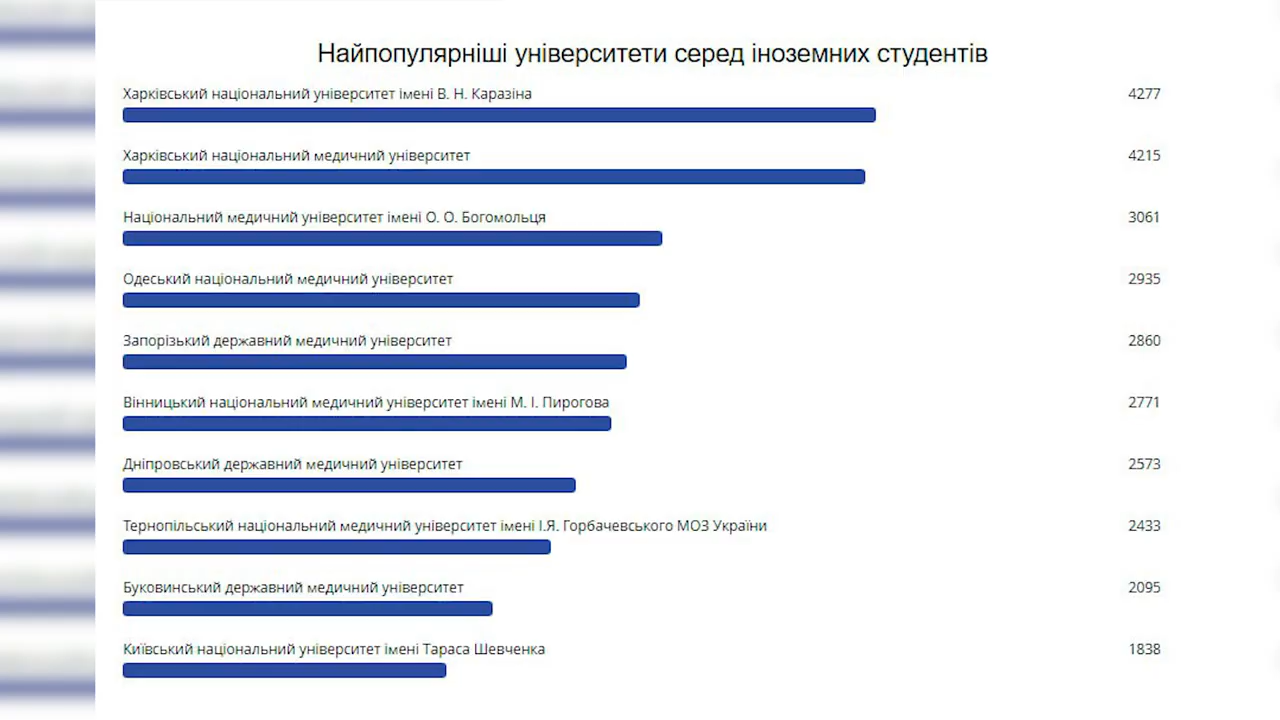 Найпопулярніші університети серед іноземних студентів
Харківський національний університет імені В. Н. Каразіна 4277
Харківський національний медичний університет 4215
Національний медичний університет імені О. О. Богомольця 3061
Одеський національний медичний університет 2935
Запорізький державний медичний університет 2860
Вінницький національний медичний університет імені М. І. Пирогова 2771
Дніпровський державний медичний університет 2573
Тернопільський національний медичний університет імені І.Я. Горбачевського МОЗ України 2433
Буковинський державний медичний університет 2095
Київський національний університет імені Тараса Шевченка 1838